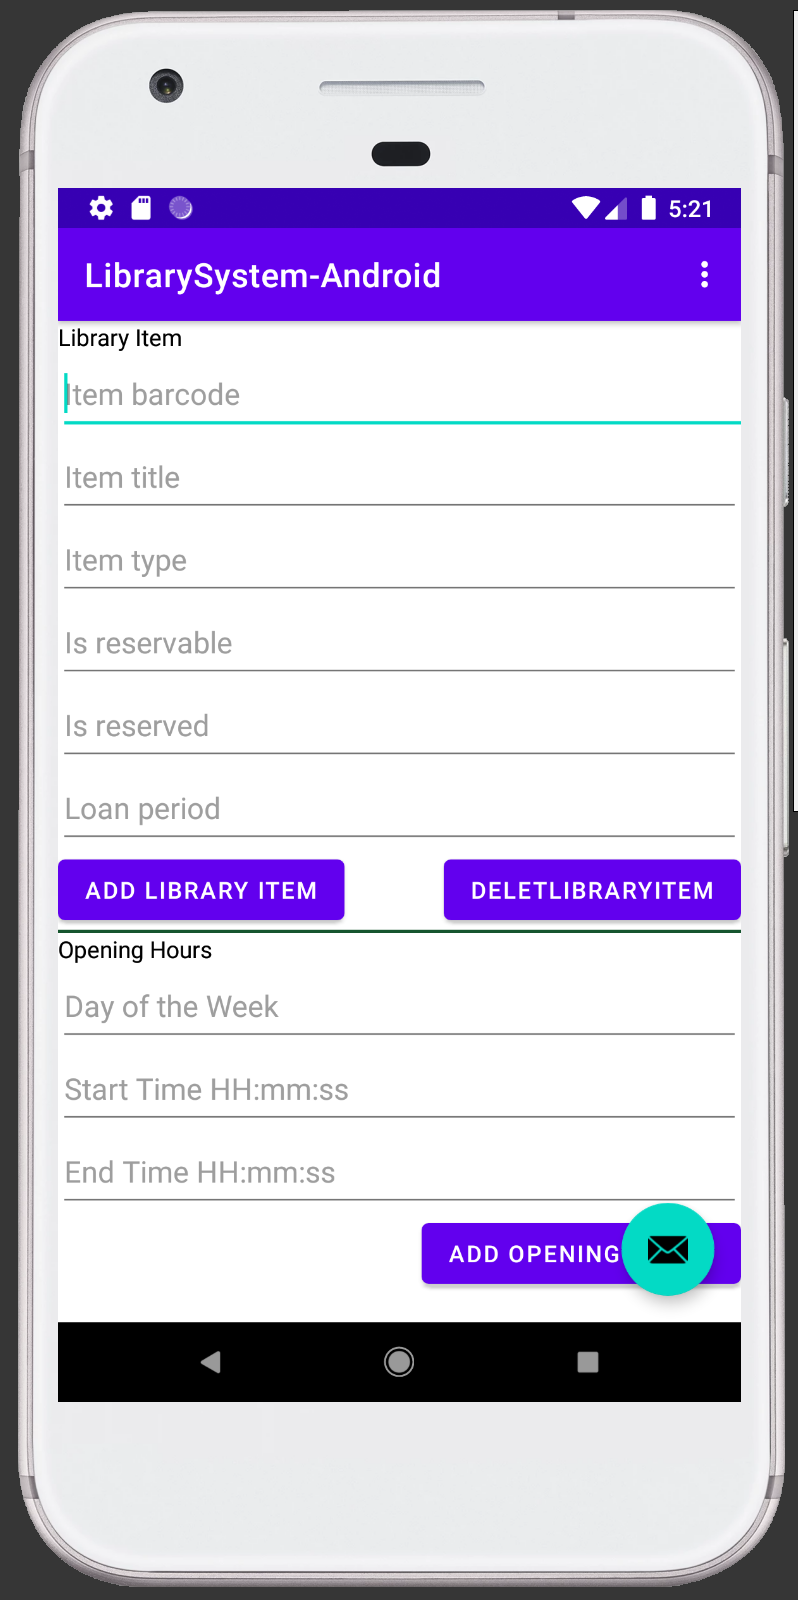 5:21
LibrarySystem-Android
Library Item
Item barcode
Item title
Item type
Is reservable
Is reserved
Loan period
ADD LIBRARY ITEM
DELETLIBRARYITEM
Opening Hours
Day of the Week
Start Time HH:mm:ss
End Time HH:mm:ss
ADD OPENING